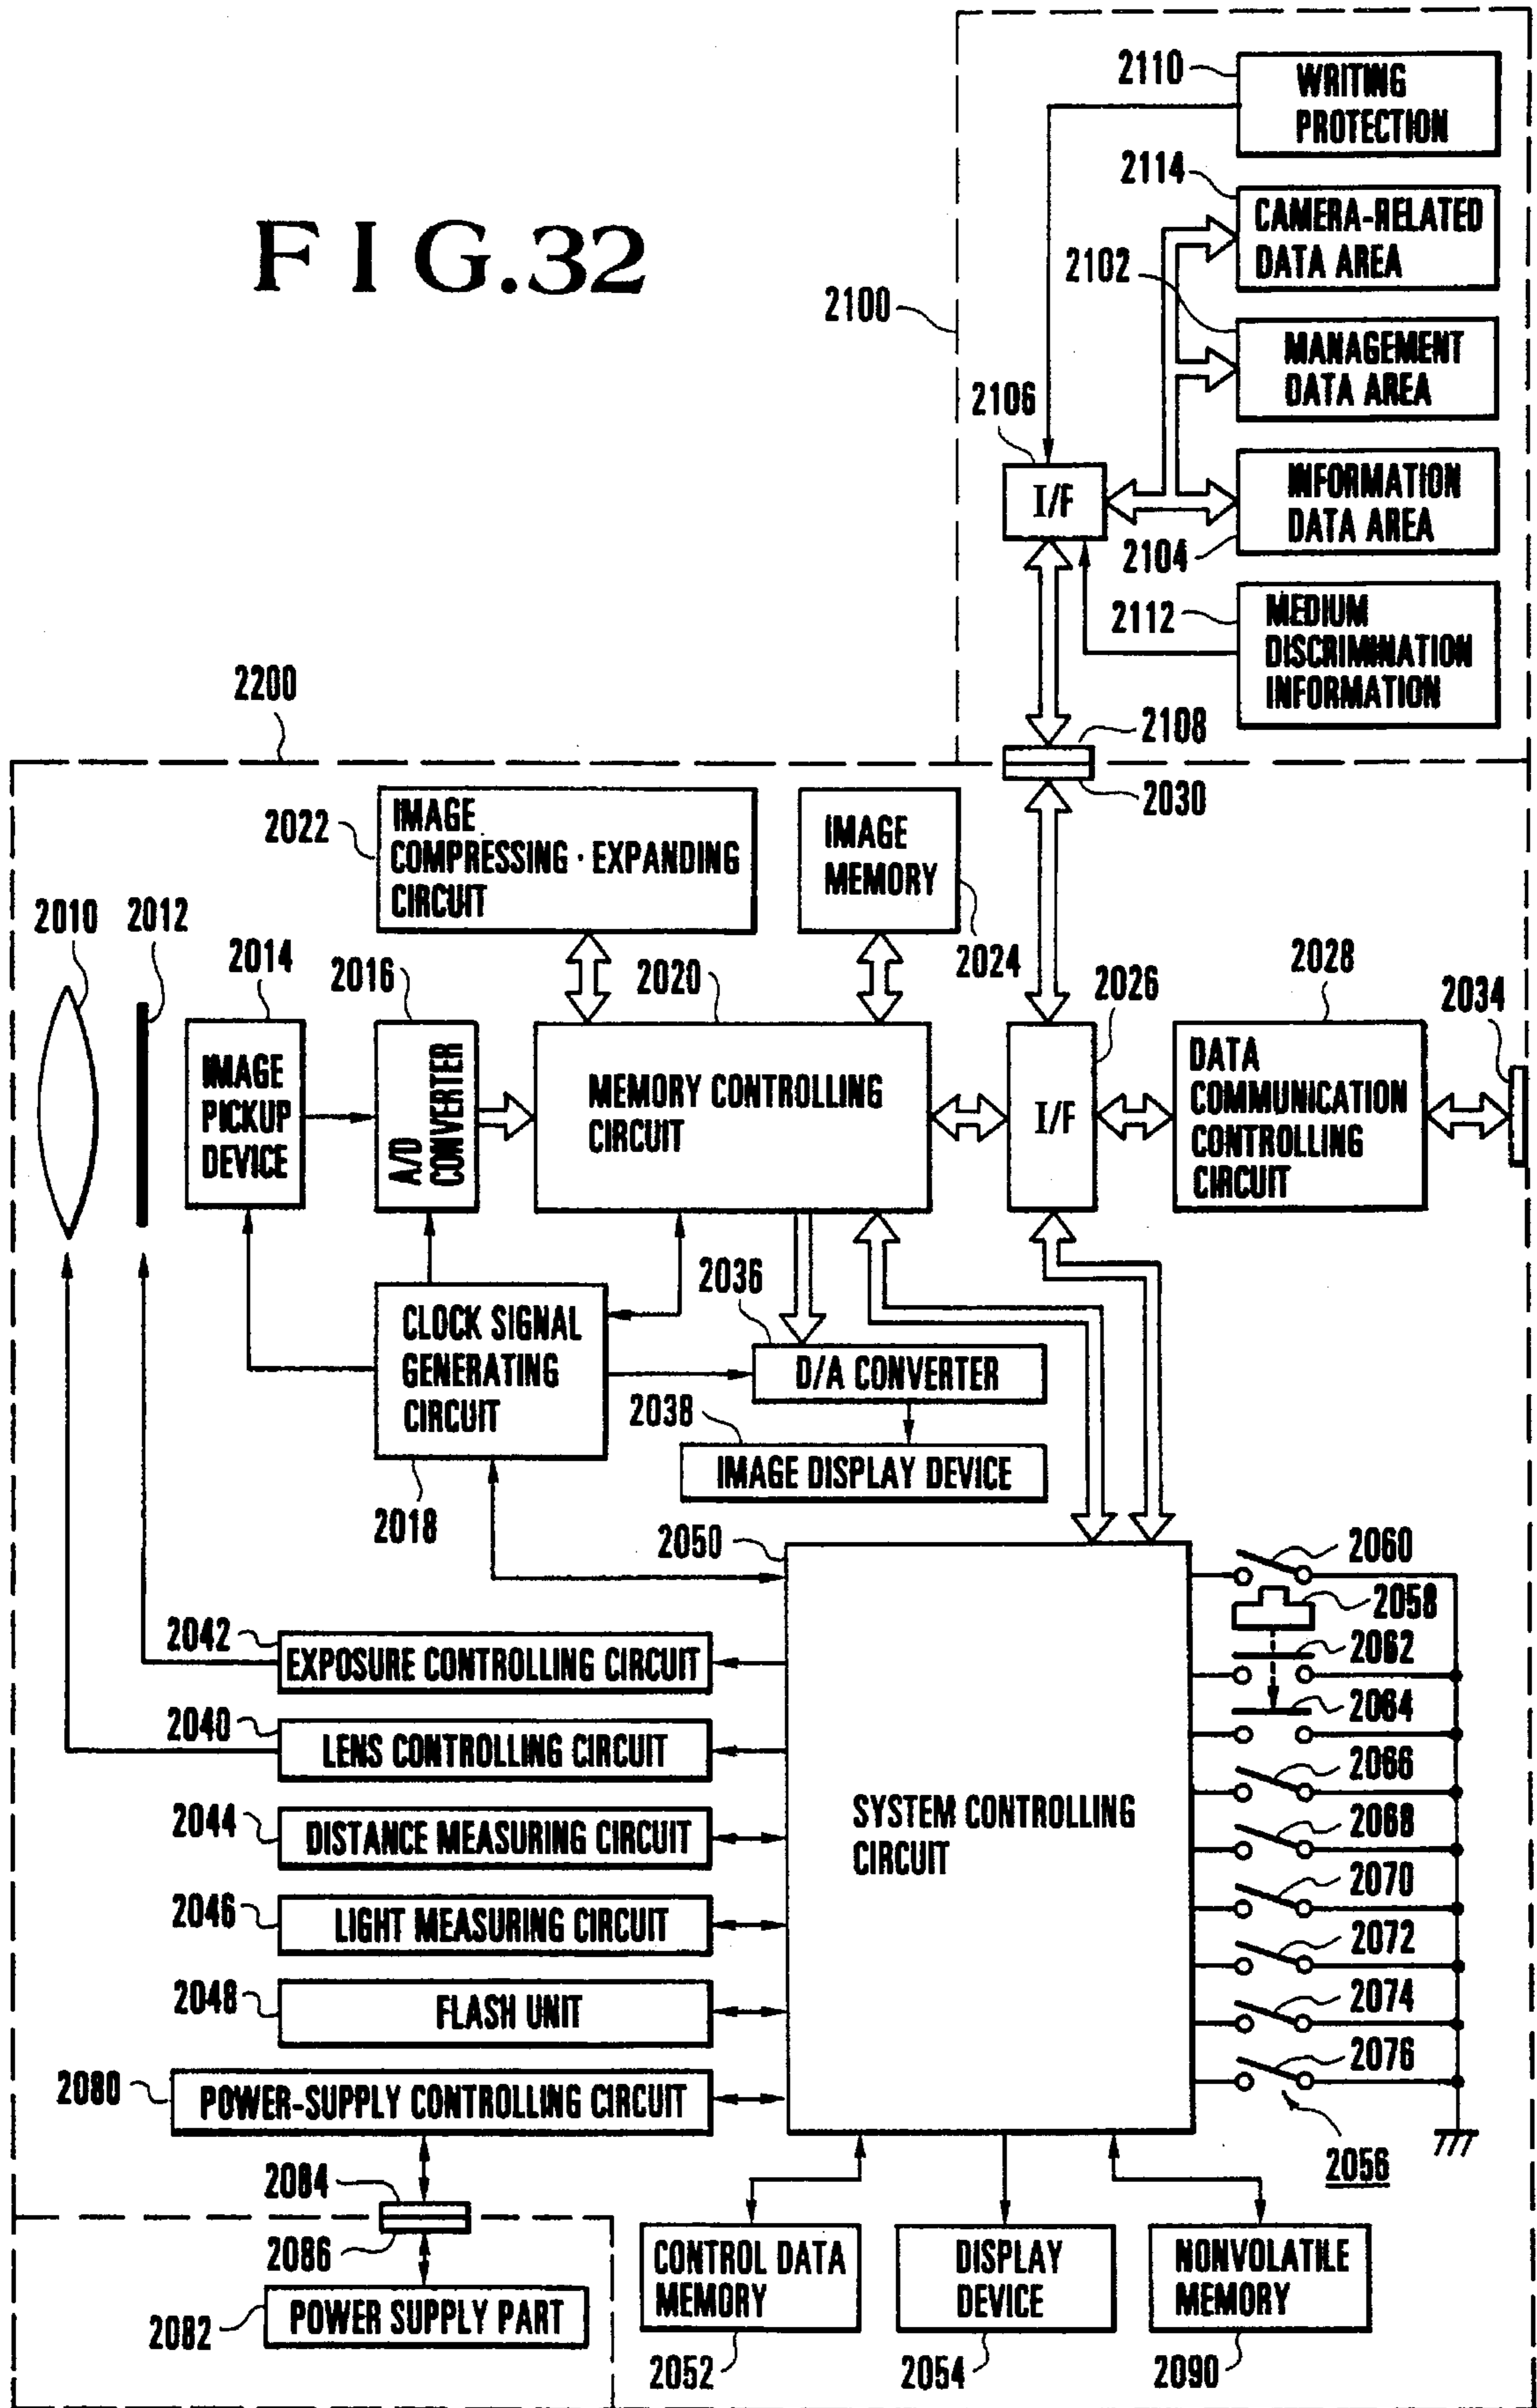 FIG.32
2110
WRITING
PROTECTION
2114
CAMERA-RELATED
DATA AREA
2102
2100
MANAGEMENT
DATA AREA
2106
I/F
INFORMATION
DATA AREA
2104
2112
MEDIUM
DISCRIMINATION
INFORMATION
2200
2108
2030
2022
IMAGE
COMPRESSING · EXPANDING
CIRCUIT
IMAGE
MEMORY
2024
2010
2012
2014
IMAGE
PICKUP
DEVICE
2016
A/D
CONVERTER
2020
MEMORY CONTROLLING
CIRCUIT
2026
I/F
2028
DATA
COMMUNICATION
CONTROLLING
CIRCUIT
2034
CLOCK SIGNAL
GENERATING
CIRCUIT
2018
2036
D/A CONVERTER
2038
IMAGE DISPLAY DEVICE
2050
SYSTEM CONTROLLING
CIRCUIT
2042
EXPOSURE CONTROLLING CIRCUIT
2040
LENS CONTROLLING CIRCUIT
2044
DISTANCE MEASURING CIRCUIT
2046
LIGHT MEASURING CIRCUIT
2048
FLASH UNIT
2080
POWER-SUPPLY CONTROLLING CIRCUIT
2060
2058
2062
2064
2066
2068
2070
2072
2074
2076
2056
2084
2086
2082
POWER SUPPLY PART
CONTROL DATA
MEMORY
2052
DISPLAY
DEVICE
2054
NONVOLATILE
MEMORY
2090